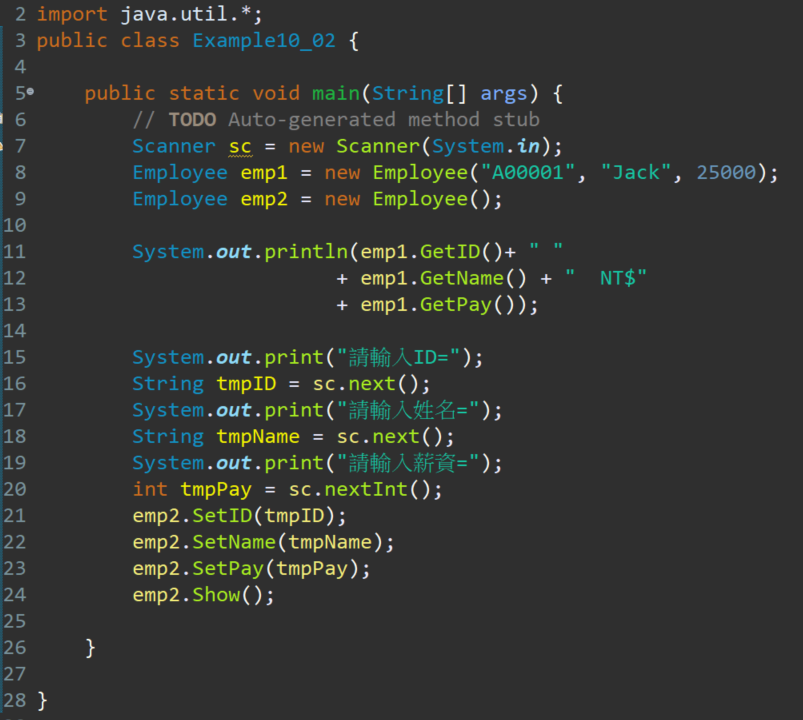 2 import java.util.*;
3 public class Example10_02 {
4
5 public static void main(String[] args) {
6 // TODO Auto-generated method stub
7 Scanner sc = new Scanner(System.in);
8 Employee emp1 = new Employee("A00001", "Jack", 25000);
9 Employee emp2 = new Employee();
10
11 System.out.println(emp1.GetID()+ " "
12 + emp1.GetName() + "  NT$"
13 + emp1.GetPay());
14
15 System.out.print("請輸入ID=");
16 String tmpID = sc.next();
17 System.out.print("請輸入姓名=");
18 String tmpName = sc.next();
19 System.out.print("請輸入薪資=");
20 int tmpPay = sc.nextInt();
21 emp2.SetID(tmpID);
22 emp2.SetName(tmpName);
23 emp2.SetPay(tmpPay);
24 emp2.Show();
25
26 }
27
28 }